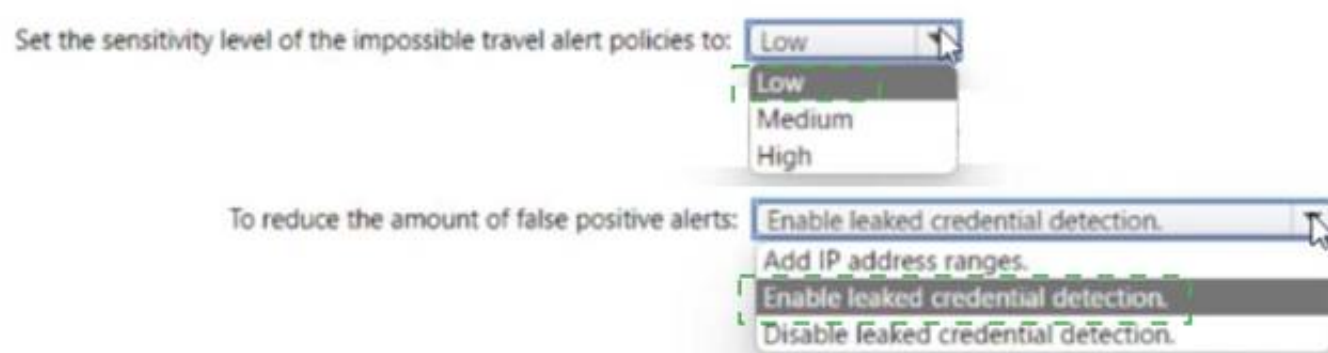 Set the sensitivity level of the impossible travel alert policies to: Low
Low
Medium
High
To reduce the amount of false positive alerts: Enable leaked credential detection.
Add IP address ranges.
Enable leaked credential detection.
Disable leaked credential detection.